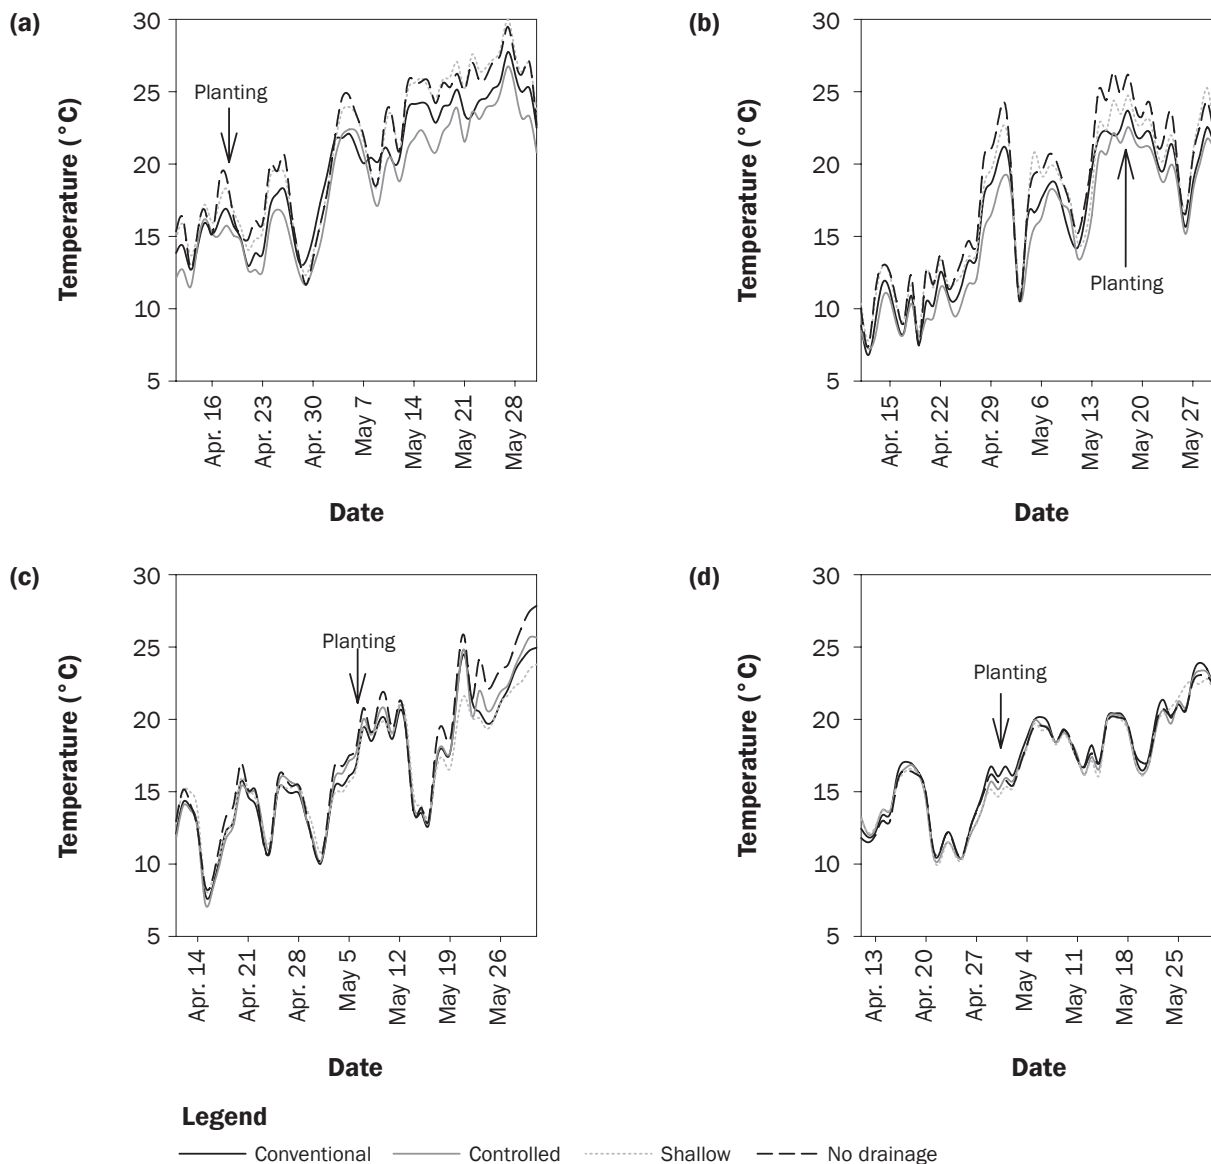 (a)
30
25
20
15
10
5
Temperature (°C)
Planting
Apr. 16
Apr. 23
Apr. 30
May 7
May 14
May 21
May 28
Date
(b)
30
25
20
15
10
5
Temperature (°C)
Planting
Apr. 15
Apr. 22
Apr. 29
May 6
May 13
May 20
May 27
Date
(c)
30
25
20
15
10
5
Temperature (°C)
Planting
Apr. 14
Apr. 21
Apr. 28
May 5
May 12
May 19
May 26
Date
(d)
30
25
20
15
10
5
Temperature (°C)
Planting
Apr. 13
Apr. 20
Apr. 27
May 4
May 11
May 18
May 25
Date
Legend
Conventional Controlled Shallow No drainage